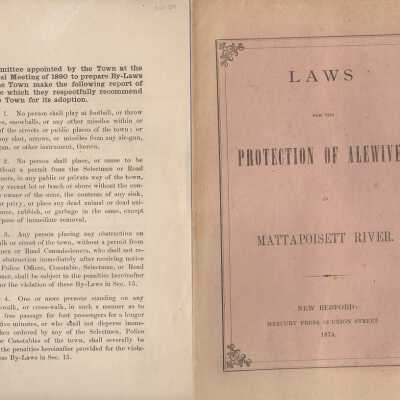 mmittee appointed by the Town at the
al Meeting of 1890 to prepare By-Laws
he Town make the following report of
e which they respectfully recommend
e Town for its adoption.
1. No person shall play at football, or throw
es, snowballs, or any other missiles within or
of the streets or public places of the town; or
any shot, arrows, or missiles from any air-gun,
gun, or other instrument, therein.
2. No person shall place, or cause to be
without a permit from the Selectmen or Road
oners, in any public or private way of the town,
y vacant lot or beach or shore without the con-
owner of the same, the contents of any sink,
or privy, or place any dead animal or dead ani-
ance, rubbish, or garbage in the same, except
rpose of immediate removal.
3. Any person placing any obstruction on
alk or street of the town, without a permit from
men or Road Commissioners, who shall not re-
obstruction immediately after receiving notice
Police Officer, Constable, Selectman, or Road
oner, shall be subject to the penalties hereinafter
for the violation of these By-Laws in Sec. 15.
4. One or more persons standing on any
walk, or cross-walk, in such a manner as to
free passage for foot passengers for a longer
five minutes, or who shall not disperse imme-
hen ordered by any of the Selectmen, Police
or Constables of the town, shall severally be
the penalties hereinafter provided for the viola-
ese By-Laws in Sec. 15.
LAWS
FOR THE
PROTECTION OF ALEWIVE
IN
MATTAPOISETT RIVER.
NEW BEDFORD:
MERCURY PRESS, UNION STREET
1874.